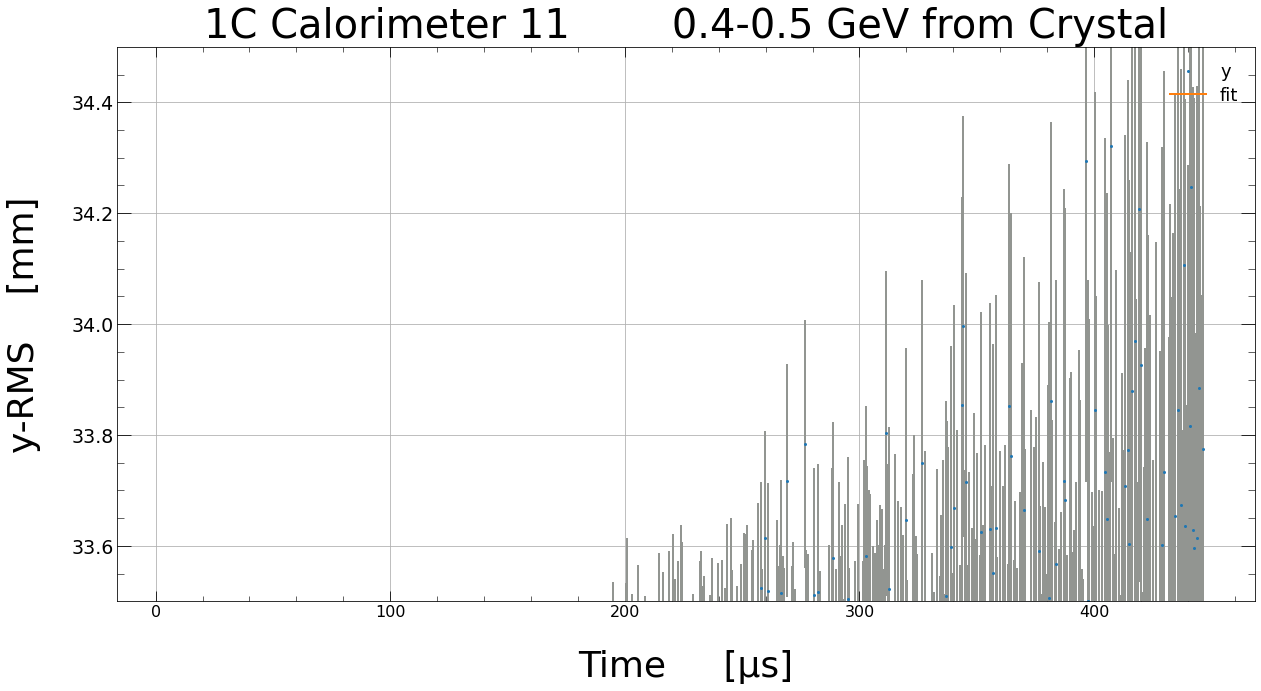 1C Calorimeter 11 0.4-0.5 GeV from Crystal
y
fit
34.4
34.2
34.0
33.8
33.6
y-RMS [mm]
0 100 200 300 400
Time [µs]